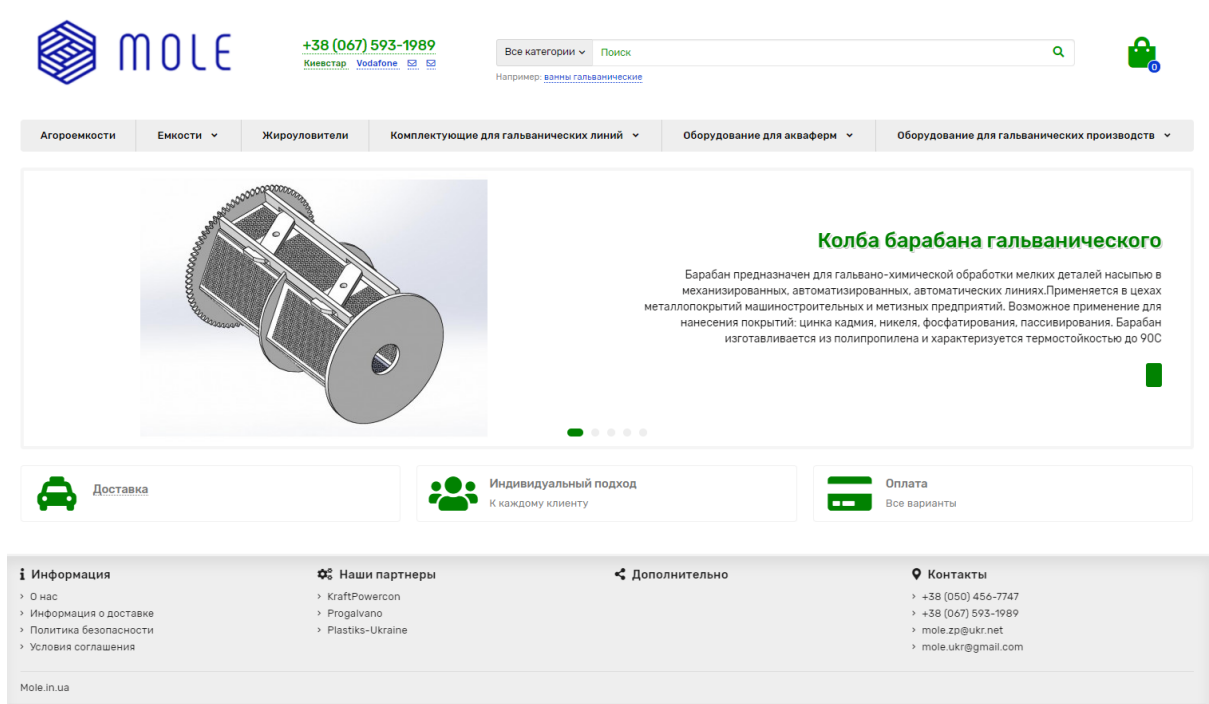 MOLE
+38 (067) 593-1989
Киевстар Vodafone
Все категории Поиск
Например: ванны гальванические
0
Агороемкости Емкости Жироуловители Комплектующие для гальванических линий Оборудование для акваферм Оборудование для гальванических производств
Колба барабана гальванического
Барабан предназначен для гальвано-химической обработки мелких деталей насыпью в
механизированных, автоматизированных, автоматических линиях.Применяется в цехах
металлопокрытий машиностроительных и метизных предприятий. Возможное применение для
нанесения покрытий: цинка кадмия, никеля, фосфатирования, пассивирования. Барабан
изготавливается из полипропилена и характеризуется термостойкостью до 90С
Доставка
Индивидуальный подход
К каждому клиенту
Оплата
Все варианты
Информация
О нас
Информация о доставке
Политика безопасности
Условия соглашения
Наши партнеры
KraftPowercon
Progalvano
Plastiks-Ukraine
Дополнительно
Контакты
+38 (050) 456-7747
+38 (067) 593-1989
mole.zp@ukr.net
mole.ukr@gmail.com
Mole.in.ua